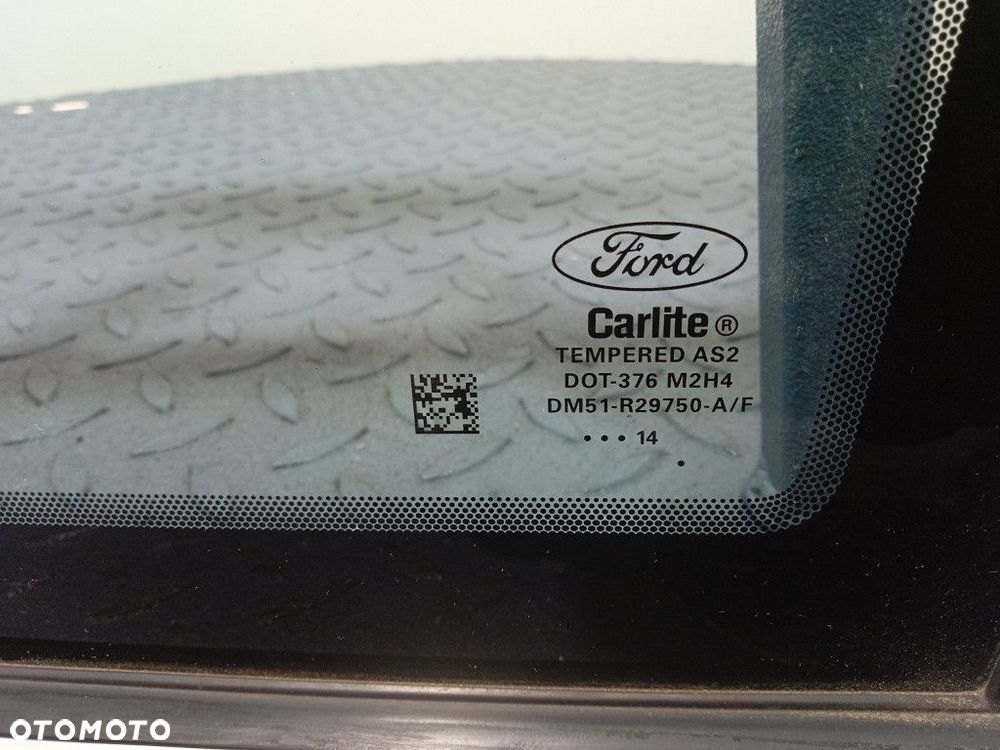 Ford
Carlite ®
TEMPERED AS2
DOT-376 M2H4
DM51-R29750-A/F
• • • 14
•
OTOMOTO